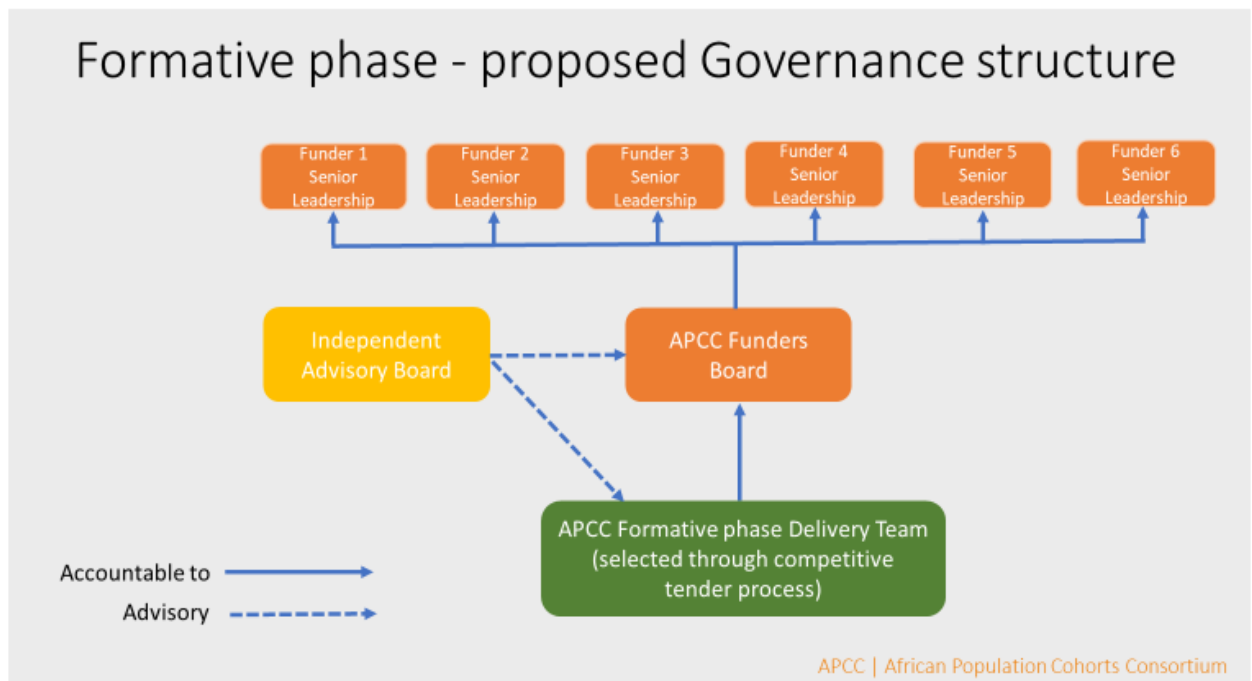 Formative phase - proposed Governance structure
Funder 1
Senior
Leadership
Funder 2
Senior
Leadership
Funder 3
Senior
Leadership
Funder 4
Senior
Leadership
Funder 5
Senior
Leadership
Funder 6
Senior
Leadership
Independent
Advisory Board
APCC Funders
Board
APCC Formative phase Delivery Team
(selected through competitive
tender process)
Accountable to
Advisory
APCC | African Population Cohorts Consortium